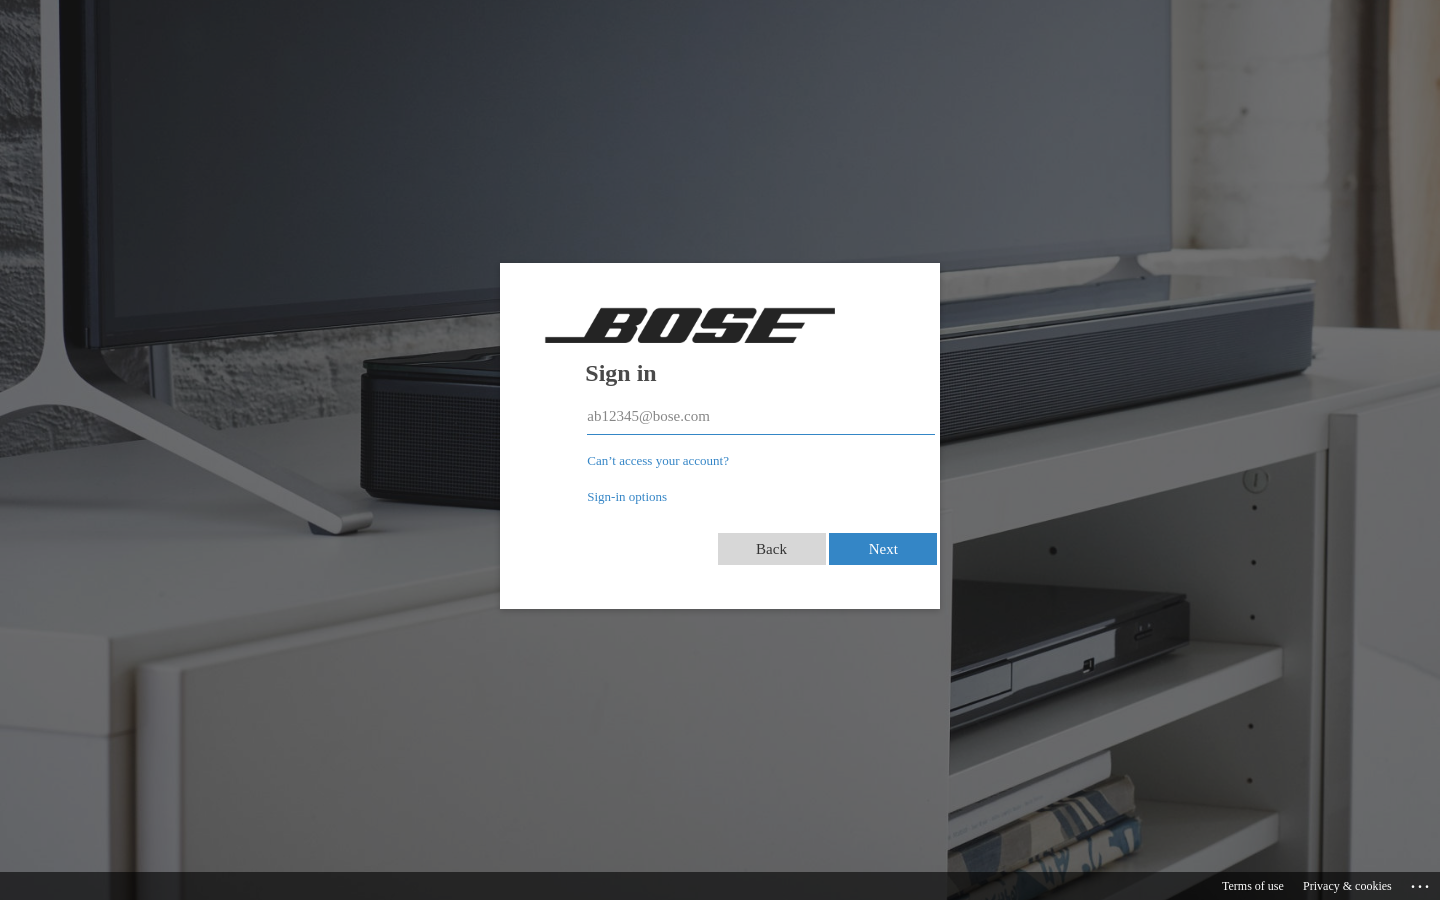 BOSE
Sign in
ab12345@bose.com
Can’t access your account?
Sign-in options
Back
Next
Terms of use
Privacy & cookies